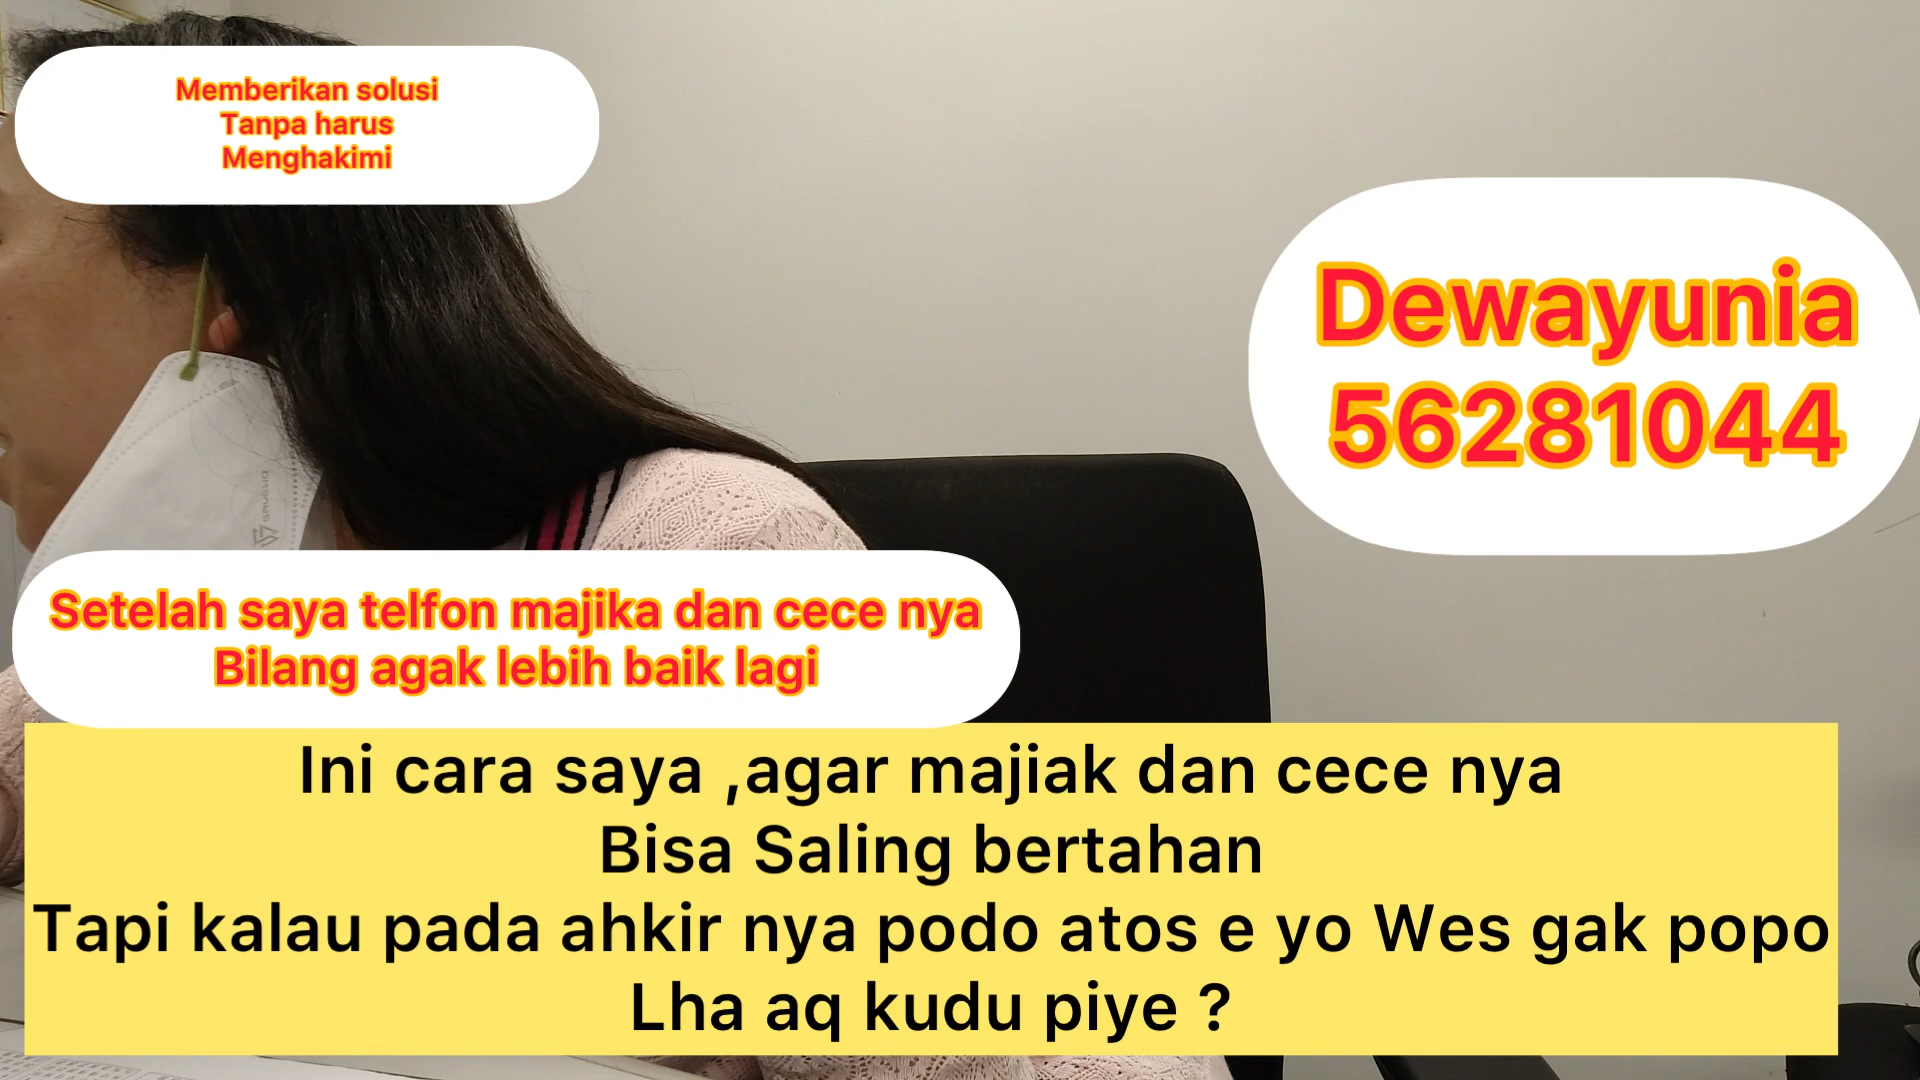 Memberikan solusi
Tanpa harus
Menghakimi
Dewayunia
56281044
Setelah saya telfon majika dan cece nya
Bilang agak lebih baik lagi
Ini cara saya ,agar majiak dan cece nya
Bisa Saling bertahan
Tapi kalau pada ahkir nya podo atos e yo Wes gak popo
Lha aq kudu piye ?